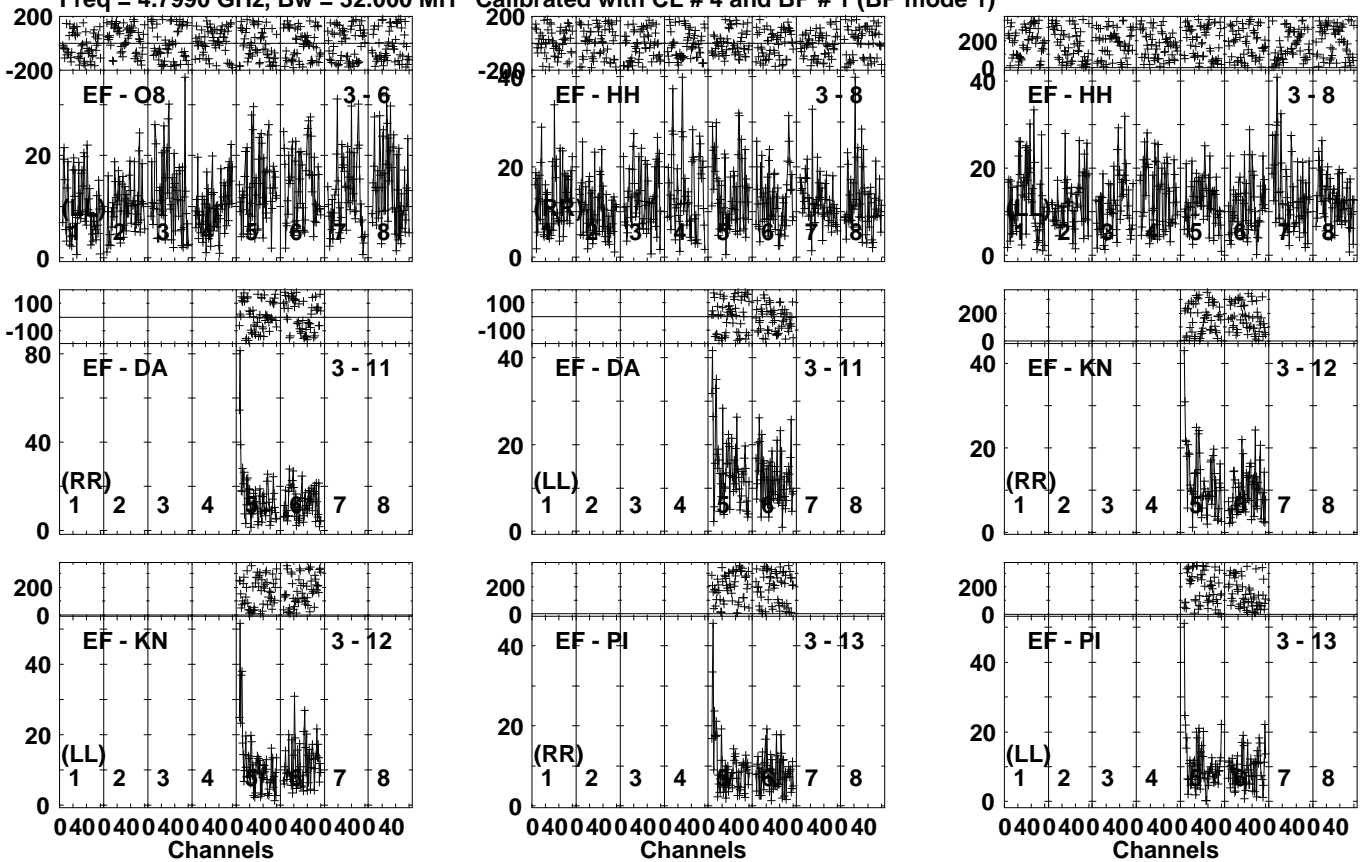 Freq = 4.7990 GHz, Bw = 32.000 MH Calibrated with CL # 4 and BP # 1 (BP mode 1)
200
-200
EF - O8 3 - 6
20
0
(LL)
1 2 3 4 5 6 7 8
200
-200
40
EF - HH 3 - 8
20
0
(RR)
1 2 3 4 5 6 7 8
200
0
40
EF - HH 3 - 8
20
0
(LL)
1 2 3 4 5 6 7 8
100
-100
80
EF - DA 3 - 11
40
(RR)
1 2 3 4 5 6 7 8
0
100
-100
40
EF - DA 3 - 11
20
(LL)
1 2 3 4 5 6 7 8
0
200
0
40
EF - KN 3 - 12
20
(RR)
1 2 3 4 5 6 7 8
0
200
0
EF - KN 3 - 12
40
20
(LL)
1 2 3 4 5 6 7 8
0
0 40 0 40 0 40 0 40 0 40 0 40 0 40 0 40
Channels
200
0
EF - PI 3 - 13
40
20
(RR)
1 2 3 4 5 6 7 8
0
0 40 0 40 0 40 0 40 0 40 0 40 0 40 0 40
Channels
200
0
EF - PI 3 - 13
40
20
(LL)
1 2 3 4 5 6 7 8
0
0 40 0 40 0 40 0 40 0 40 0 40 0 40 0 40
Channels